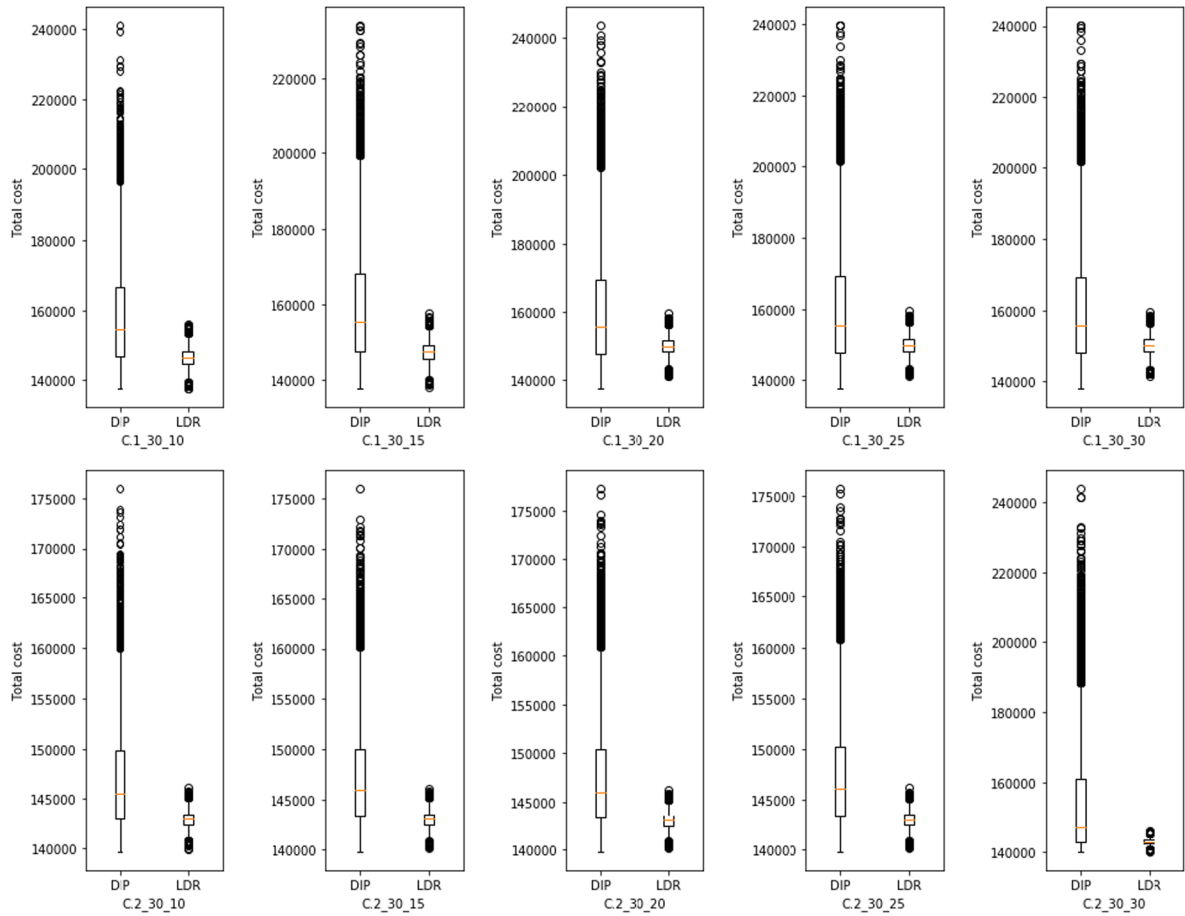 240000
220000
200000
180000
160000
140000
Total cost
DIP LDR
C.1_30_10
220000
200000
180000
160000
140000
Total cost
DIP LDR
C.1_30_15
240000
220000
200000
180000
160000
140000
Total cost
DIP LDR
C.1_30_20
240000
220000
200000
180000
160000
140000
Total cost
DIP LDR
C.1_30_25
240000
220000
200000
180000
160000
140000
Total cost
DIP LDR
C.1_30_30
175000
170000
165000
160000
155000
150000
145000
140000
Total cost
DIP LDR
C.2_30_10
175000
170000
165000
160000
155000
150000
145000
140000
Total cost
DIP LDR
C.2_30_15
175000
170000
165000
160000
155000
150000
145000
140000
Total cost
DIP LDR
C.2_30_20
175000
170000
165000
160000
155000
150000
145000
140000
Total cost
DIP LDR
C.2_30_25
240000
220000
200000
180000
160000
140000
Total cost
DIP LDR
C.2_30_30